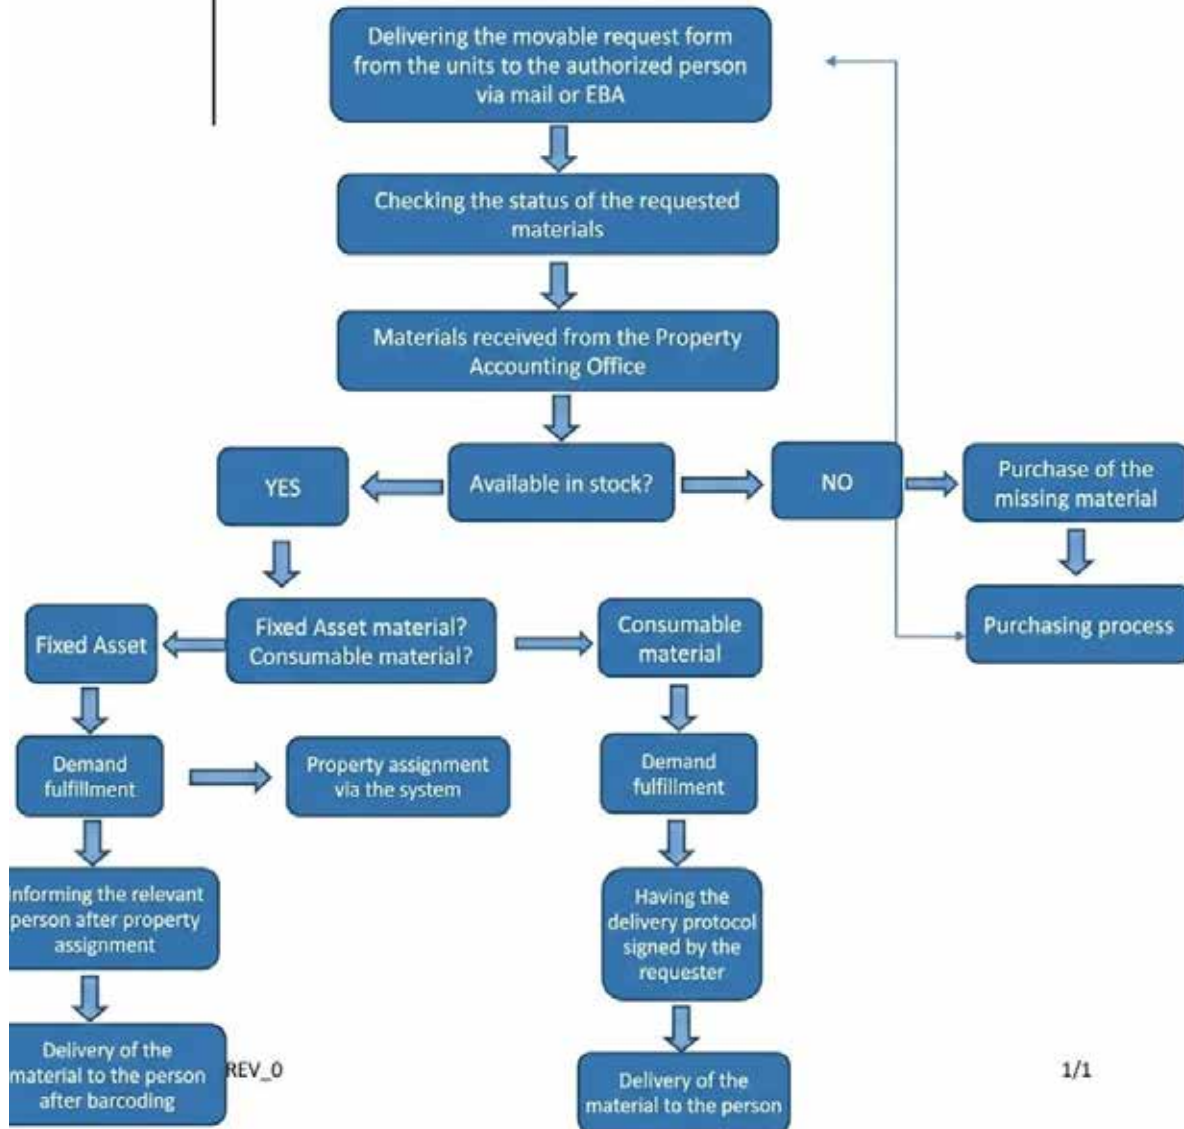 Delivering the movable request form
from the units to the authorized person
via mail or EBA
Checking the status of the requested
materials
Materials received from the Property
Accounting Office
YES
Available in stock?
NO
Purchase of the
missing material
Purchasing process
Fixed Asset
Fixed Asset material?
Consumable material?
Consumable
material
Demand
fulfillment
Property assignment
via the system
Demand
fulfillment
Informing the relevant
person after property
assignment
Having the
delivery protocol
signed by the
requester
Delivery of the
material to the person
after barcoding
REV_0
Delivery of the
material to the person
1/1